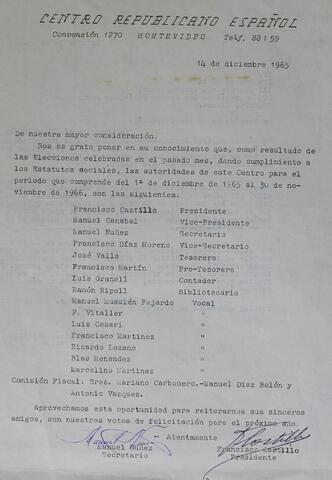 CENTRO REPUBLICANO ESPAÑOL
Convención 1270 MONTEVIDEO Telf. 88159
14 de diciembre 1965
De nuestra mayor consideración.
Nos es grato poner en su conocimiento que, como resultado de
las Elecciones celebradas en el pasado mes, dando cumplimiento a
los Estatutos sociales, las autoridades de este Centro para el
período que comprende del 1º de diciembre de 1965 al 30 de no-
viembre de 1966, son las siguientes:
Francisco Castillo Presidente
Manuel Canatel Vice-Presidente
Manuel Nuñez Secretario
Francisco Díaz Moreno Vice-Secretario
José Valls Tesorero
Francisco Martín Pro-Tesorero
Luis Granell Contador
Ramón Ripoll Bibliotecario
Manuel Musulén Fajardo Vocal
F. Vitaller "
Luis Cesari "
Francisco Martinez "
Ricardo Lozano "
Blas Menendez "
Marcelino Martinez "
Comisión Fiscal: Sres. Mariano Carbonero.-Manuel Díaz Bolón y
Antonio Vazquez.
Aprovechamos esta oportunidad para reiterarnos sus sinceros
amigos, con nuestros votos de felicitación para el próximo año.
Atentamente
Manuel Nuñez Francisco Castillo
Secretario Presidente